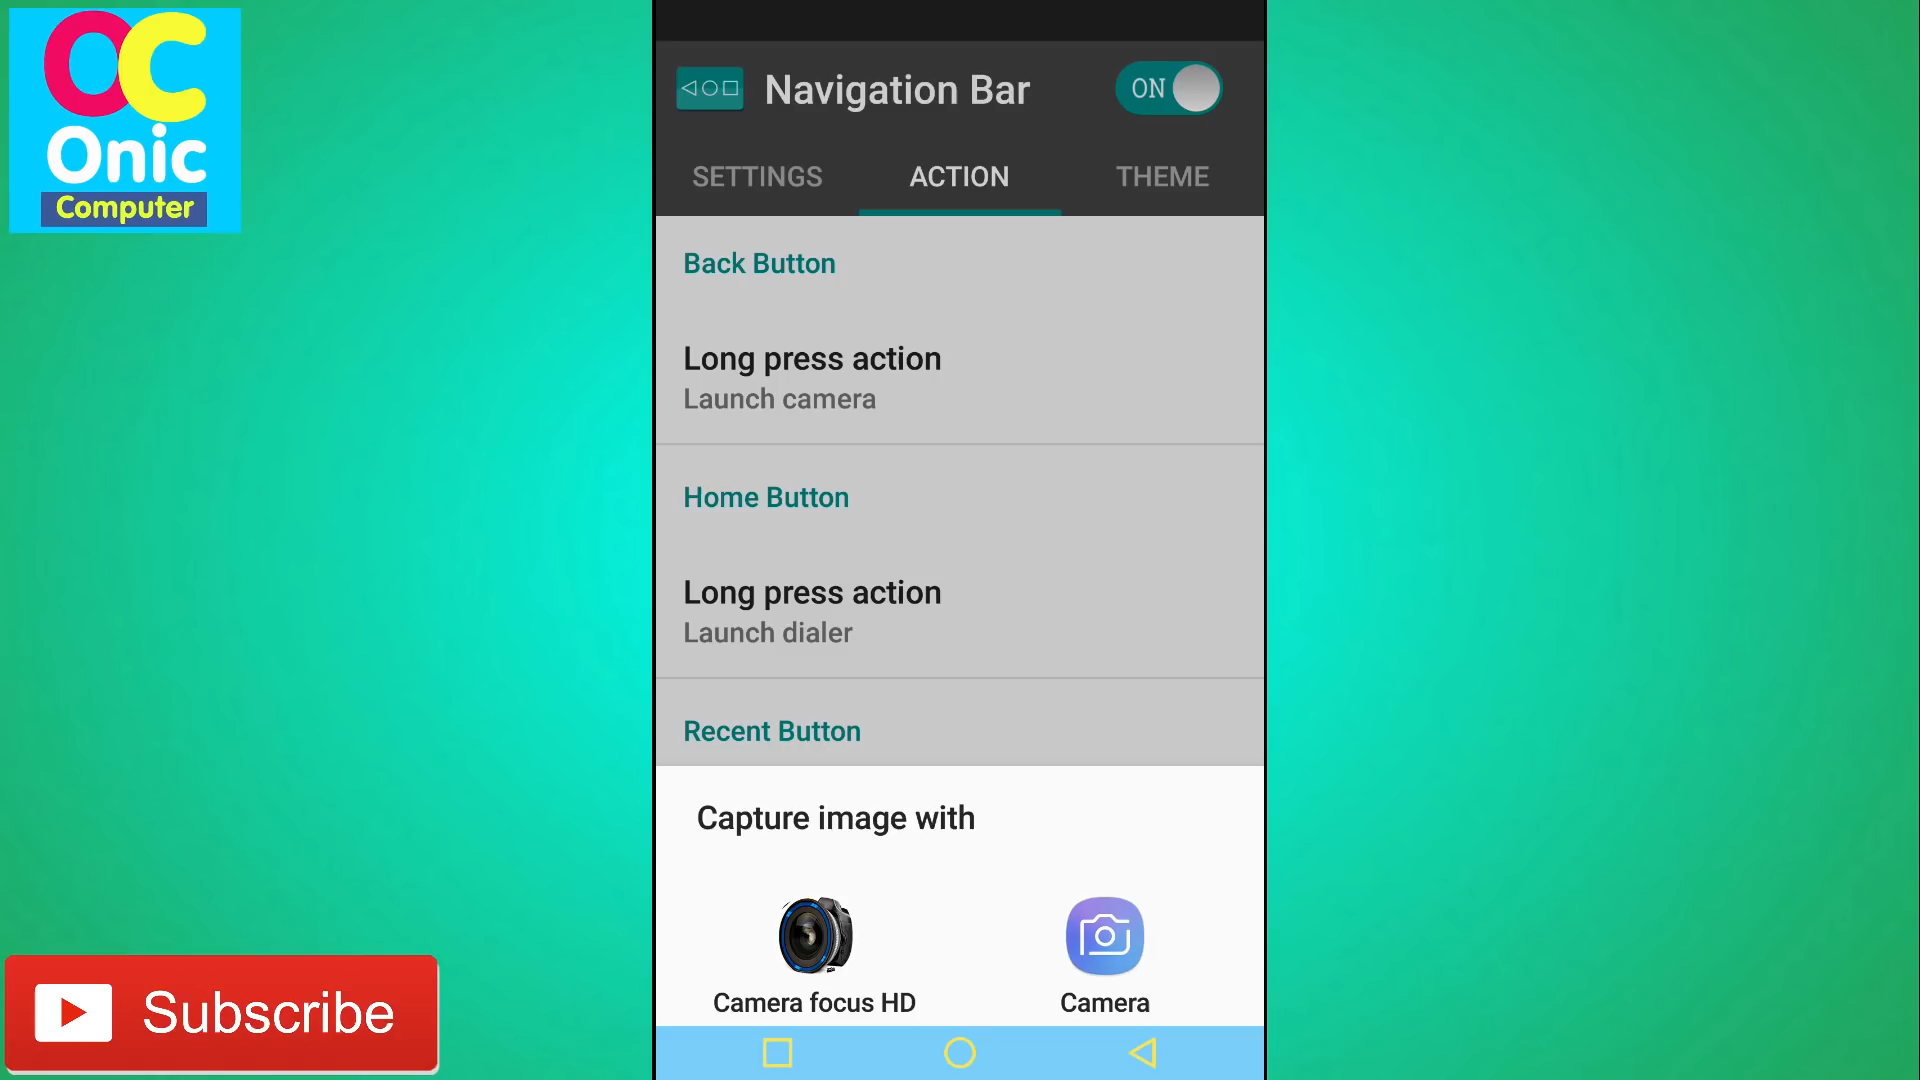 OC
Onic
Computer
Navigation Bar
ON
SETTINGS
ACTION
THEME
Back Button
Long press action
Launch camera
Home Button
Long press action
Launch dialer
Recent Button
Capture image with
Camera focus HD
Camera
Subscribe